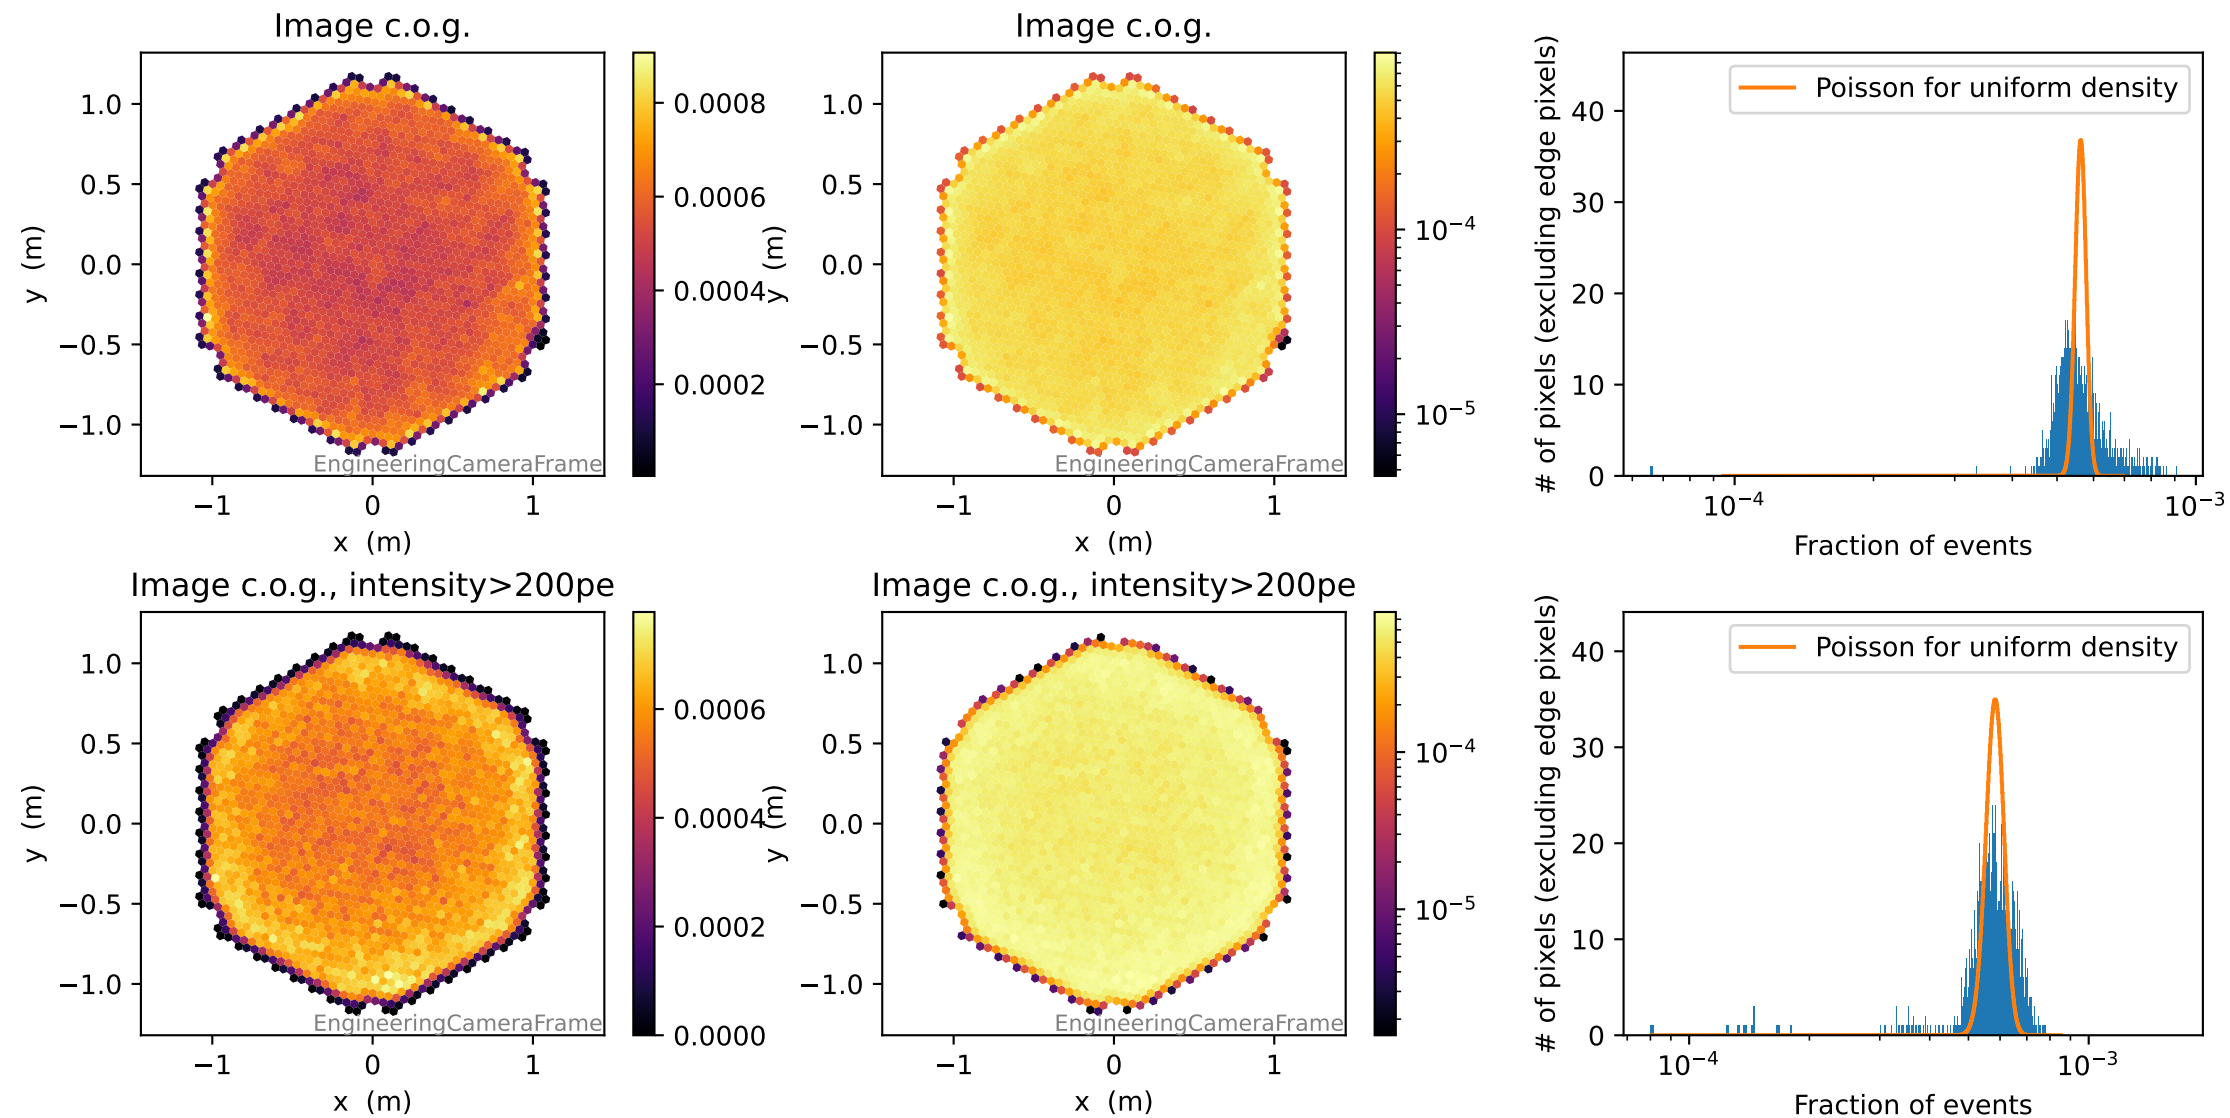 Image c.o.g.
1.0
0.5
0.0
−0.5
−1.0
y (m)
EngineeringCameraFrame
−1
0
1
x (m)
0.0008
0.0006
0.0004
0.0002
Image c.o.g.
1.0
0.5
0.0
−0.5
−1.0
y (m)
EngineeringCameraFrame
−1
0
1
x (m)
10−4
10−5
Poisson for uniform density
# of pixels (excluding edge pixels)
40
30
20
10
0
10−4
10−3
Fraction of events
Image c.o.g., intensity>200pe
1.0
0.5
0.0
−0.5
−1.0
y (m)
EngineeringCameraFrame
−1
0
1
x (m)
0.0006
0.0004
0.0002
0.0000
Image c.o.g., intensity>200pe
1.0
0.5
0.0
−0.5
−1.0
y (m)
EngineeringCameraFrame
−1
0
1
x (m)
10−4
10−5
Poisson for uniform density
# of pixels (excluding edge pixels)
40
30
20
10
0
10−4
10−3
Fraction of events